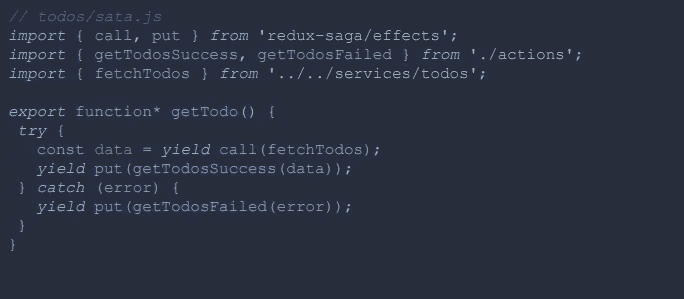 // todos/sata.js
import { call, put } from 'redux-saga/effects';
import { getTodosSuccess, getTodosFailed } from './actions';
import { fetchTodos } from '../../services/todos';

export function* getTodo() {
 try {
   const data = yield call(fetchTodos);
   yield put(getTodosSuccess(data));
 } catch (error) {
   yield put(getTodosFailed(error));
 }
}